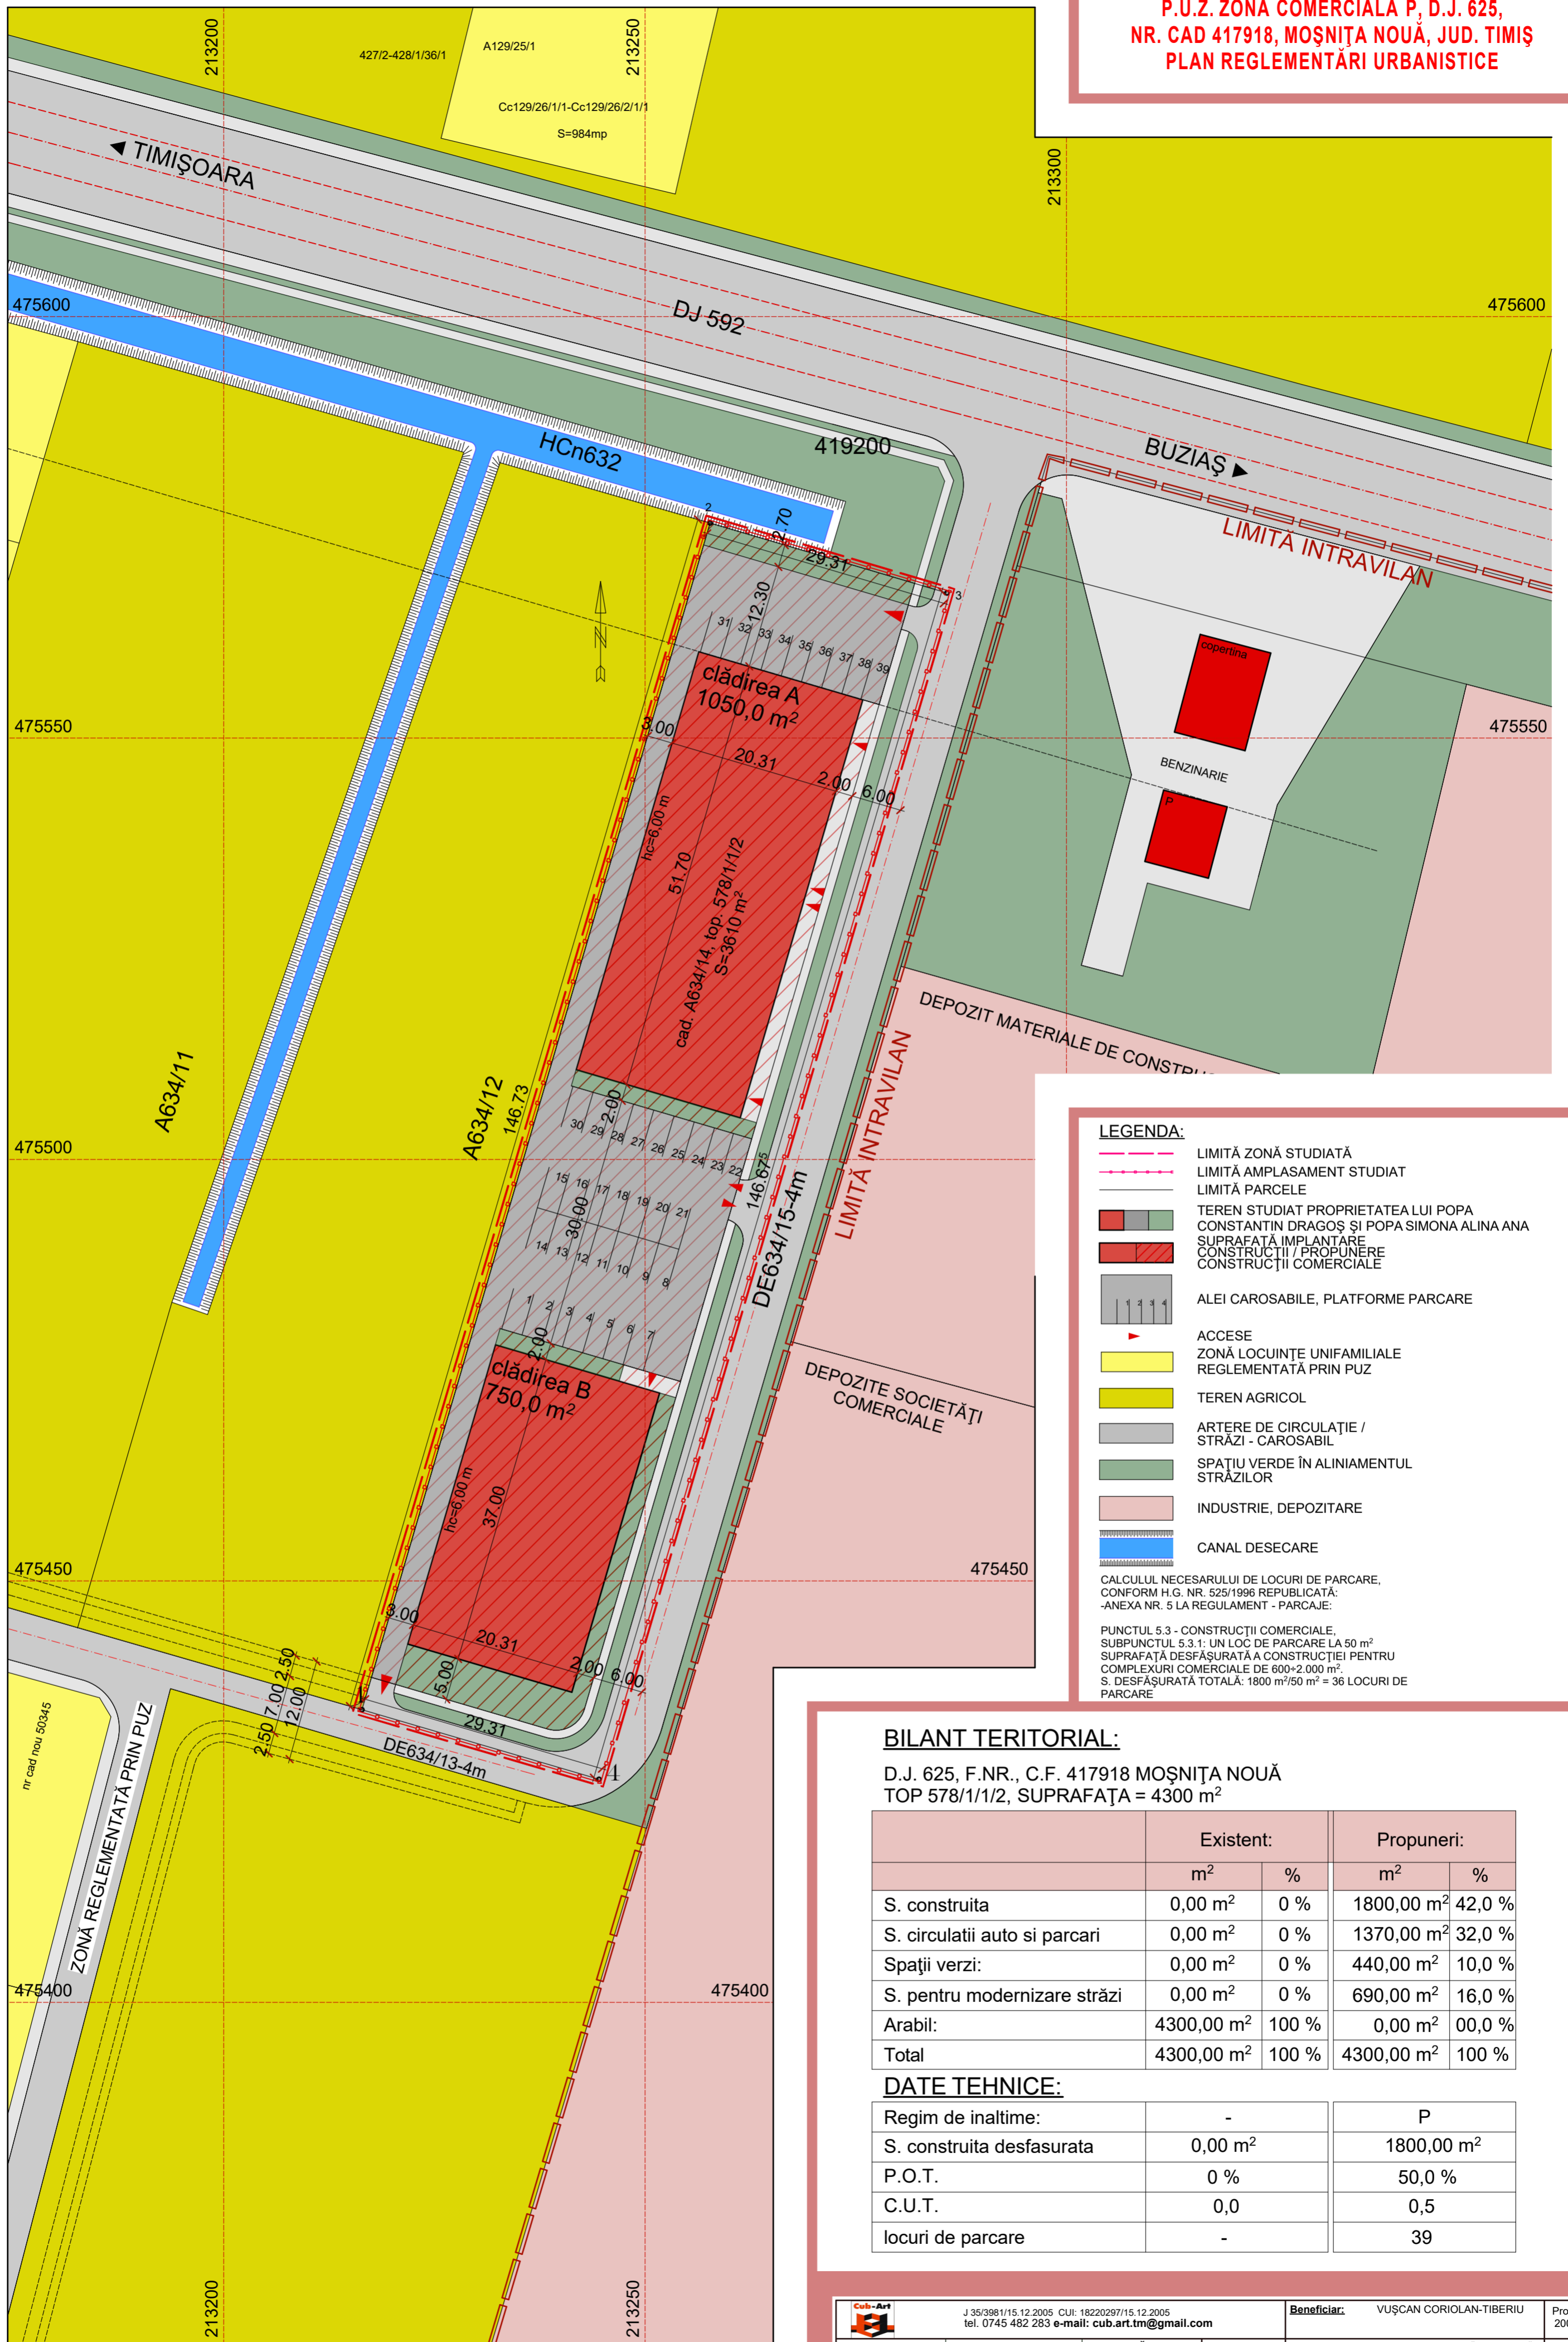 P.U.Z. ZONA COMERCIALA P, D.J. 625,
NR. CAD 417918, MOŞNIŢA NOUĂ, JUD. TIMIŞ
PLAN REGLEMENTĂRI URBANISTICE
213200
427/2-428/1/36/1
A129/25/1
213250
Cc129/26/1/1-Cc129/26/2/1/1
S=984mp
213300
◄ TIMIŞOARA
475600
475600
DJ 592
HCn632
419200
BUZIAŞ ►
LIMITĂ INTRAVILAN
2
2.70
29.31
3
12.30
N
31 32 33 34 35 36 37 38 39
copertina
clădirea A
1050,0 m²
475550
475550
3.00
20.31
2.00 6.00
BENZINARIE
P
hc=6,00 m
51.70
cad. A634/14, top. 578/1/1/2
S=3610 m²
DEPOZIT MATERIALE DE
LIMITĂ INTRAVILAN
A634/11
A634/12
146.73
2.00
475500
30 29 28 27 26 25 24 23 22
15 16 17 18 19 20 21
30.00
146.67⁵
14 13 12 11 10 9 8
DE634/15-4m
1 2 3 4 5 6 7
2.00
clădirea B
750,0 m²
DEPOZITE SOCIETĂŢI
COMERCIALE
hc=6,00 m
37.00
475450
475450
3.00
20.31
2.00 6.00
5.00
2.50 7.00 2.50
12.00
1
29.31
4
DE634/13-4m
nr cad nou 50345
ZONĂ REGLEMENTATĂ PRIN PUZ
475400
475400
213200
213250
LEGENDA:
LIMITĂ ZONĂ STUDIATĂ
LIMITĂ AMPLASAMENT STUDIAT
LIMITĂ PARCELE
TEREN STUDIAT PROPRIETATEA LUI POPA
CONSTANTIN DRAGOŞ ŞI POPA SIMONA ALINA ANA
SUPRAFAŢĂ IMPLANTARE
CONSTRUCŢII / PROPUNERE
CONSTRUCŢII COMERCIALE
1 2 3 4
ALEI CAROSABILE, PLATFORME PARCARE
ACCESE
ZONĂ LOCUINŢE UNIFAMILIALE
REGLEMENTATĂ PRIN PUZ
TEREN AGRICOL
ARTERE DE CIRCULAŢIE /
STRĂZI - CAROSABIL
SPAŢIU VERDE ÎN ALINIAMENTUL
STRĂZILOR
INDUSTRIE, DEPOZITARE
CANAL DESECARE
CALCULUL NECESARULUI DE LOCURI DE PARCARE,
CONFORM H.G. NR. 525/1996 REPUBLICATĂ:
-ANEXA NR. 5 LA REGULAMENT - PARCAJE:
PUNCTUL 5.3 - CONSTRUCŢII COMERCIALE,
SUBPUNCTUL 5.3.1: UN LOC DE PARCARE LA 50 m²
SUPRAFAŢĂ DESFĂŞURATĂ A CONSTRUCŢIEI PENTRU
COMPLEXURI COMERCIALE DE 600÷2.000 m².
S. DESFĂŞURATĂ TOTALĂ: 1800 m²/50 m² = 36 LOCURI DE
PARCARE
BILANT TERITORIAL:
D.J. 625, F.NR., C.F. 417918 MOŞNIŢA NOUĂ
TOP 578/1/1/2, SUPRAFAŢA = 4300 m²
Existent: Propuneri:
m² % m² %
S. construita 0,00 m² 0 % 1800,00 m² 42,0 %
S. circulatii auto si parcari 0,00 m² 0 % 1370,00 m² 32,0 %
Spaţii verzi: 0,00 m² 0 % 440,00 m² 10,0 %
S. pentru modernizare străzi 0,00 m² 0 % 690,00 m² 16,0 %
Arabil: 4300,00 m² 100 % 0,00 m² 00,0 %
Total 4300,00 m² 100 % 4300,00 m² 100 %
DATE TEHNICE:
Regim de inaltime: - P
S. construita desfasurata 0,00 m² 1800,00 m²
P.O.T. 0 % 50,0 %
C.U.T. 0,0 0,5
locuri de parcare - 39
Cub-Art
J 35/3981/15.12.2005 CUI: 18220297/15.12.2005
tel. 0745 482 283 e-mail: cub.art.tm@gmail.com
Beneficiar: VUŞCAN CORIOLAN-TIBERIU